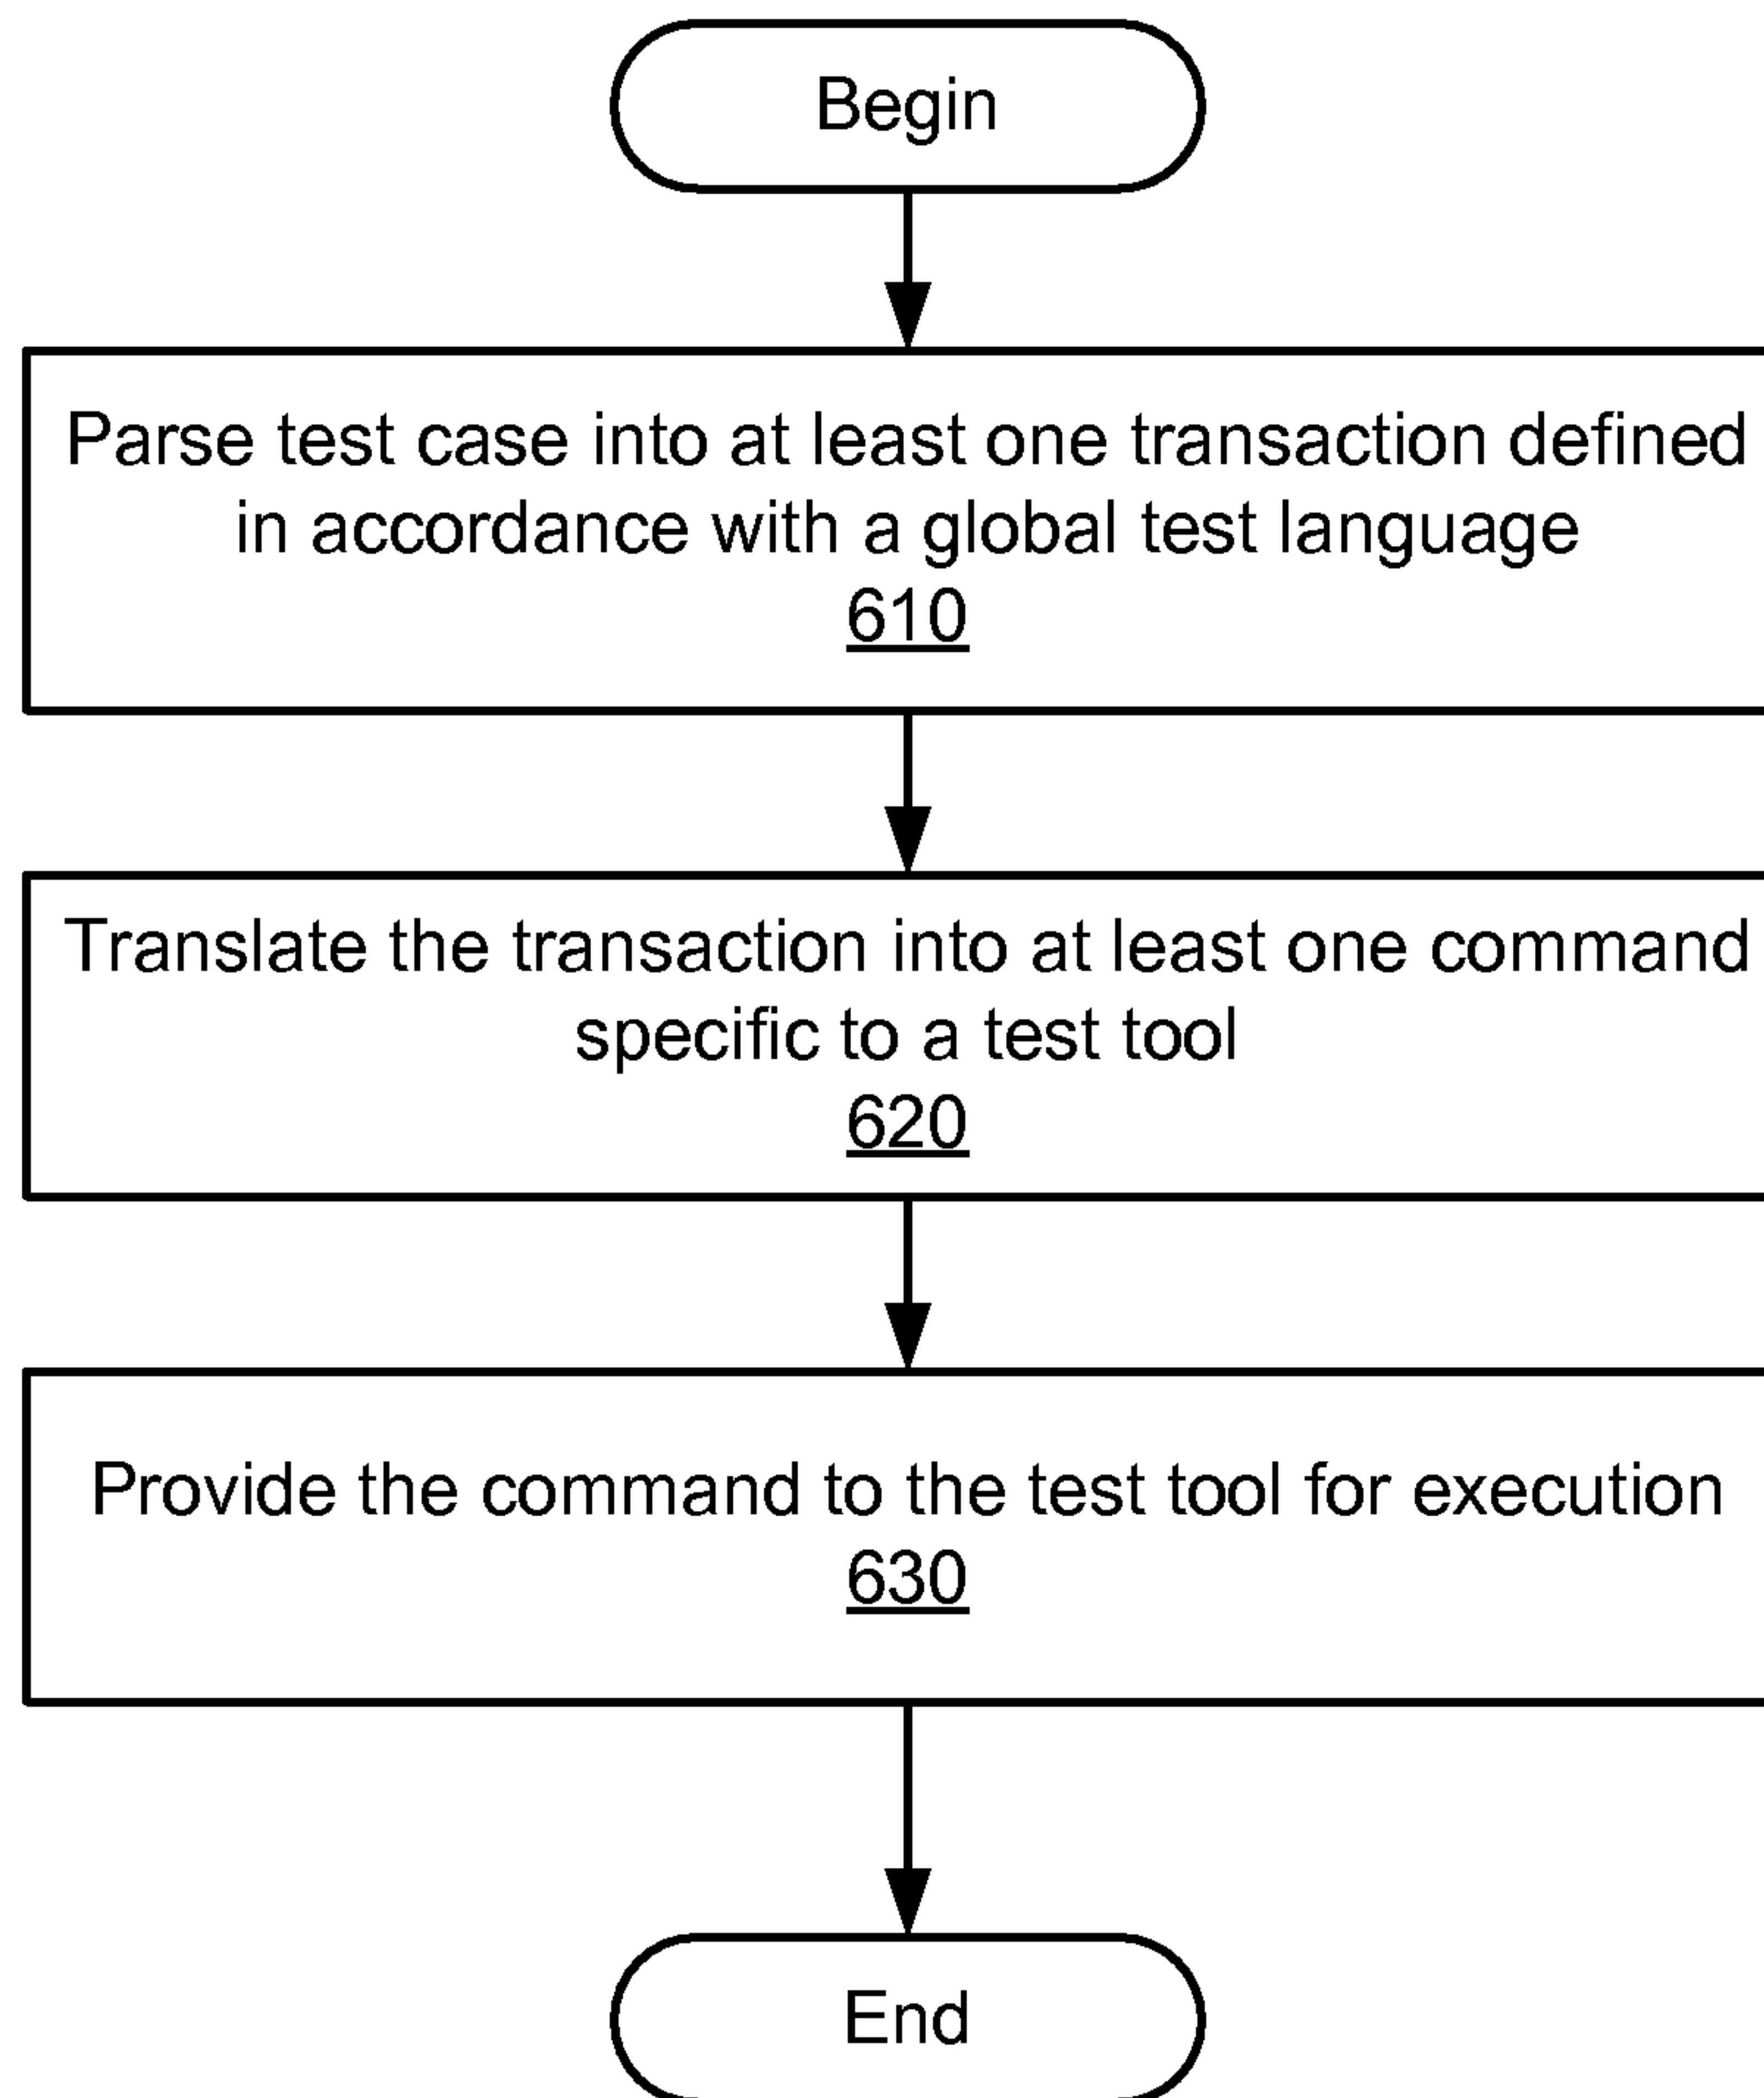 Begin
Parse test case into at least one transaction defined
in accordance with a global test language
610
Translate the transaction into at least one command
specific to a test tool
620
Provide the command to the test tool for execution
630
End